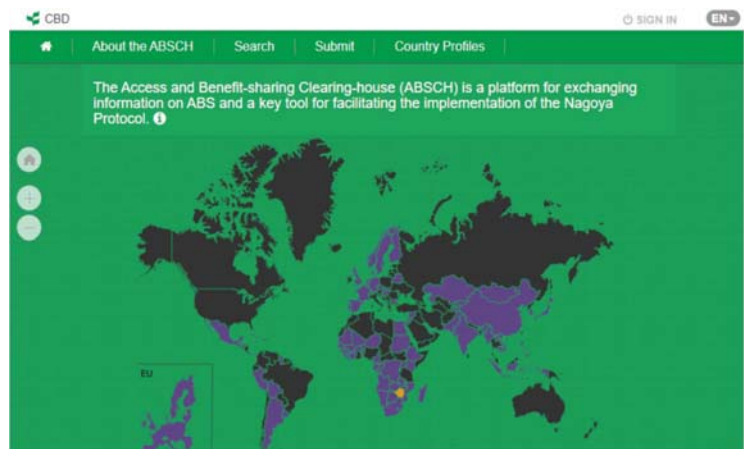 CBD
SIGN IN
EN
About the ABSCH
Search
Submit
Country Profiles
The Access and Benefit-sharing Clearing-house (ABSCH) is a platform for exchanging
information on ABS and a key tool for facilitating the implementation of the Nagoya
Protocol.
EU